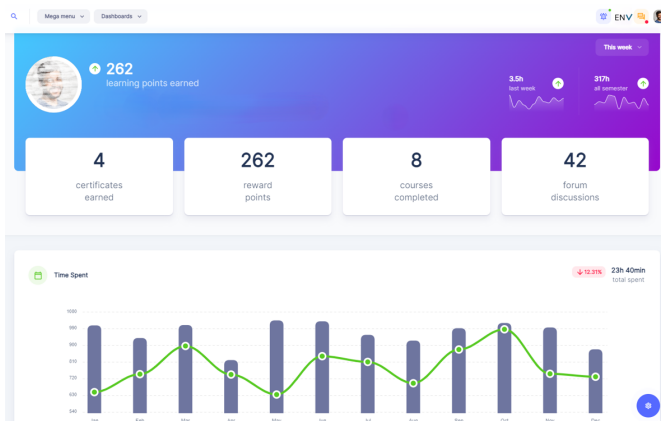 Mega menu
Dashboards
EN
This week
262
learning points earned
3.5h
last week
317h
all semester
4
certificates
earned
262
reward
points
8
courses
completed
42
forum
discussions
Time Spent
12.31%
23h 40min
total spent
1080
990
900
810
720
630
540
Jan
Feb
Mar
Apr
May
Jun
Jul
Aug
Sep
Oct
Nov
Dec